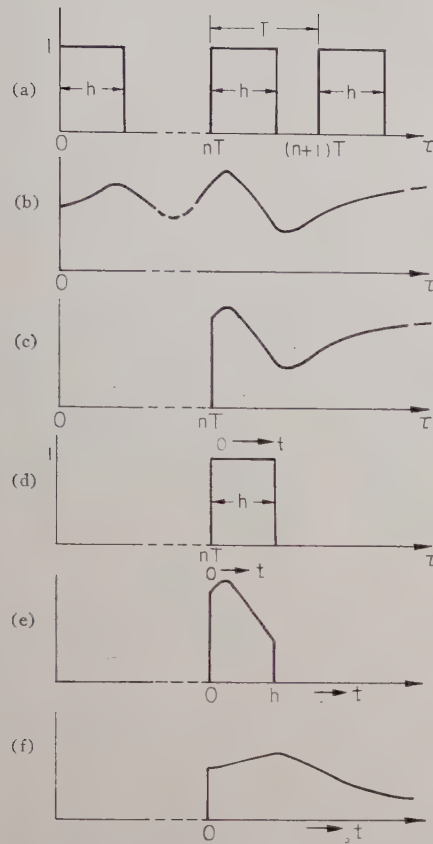 (a)
1
T
h
h
h
0
nT
(n+1)T
τ
(b)
0
τ
(c)
0
nT
τ
0 → t
(d)
1
h
nT
τ
0 → t
(e)
0
h
→ t
(f)
0
→ t